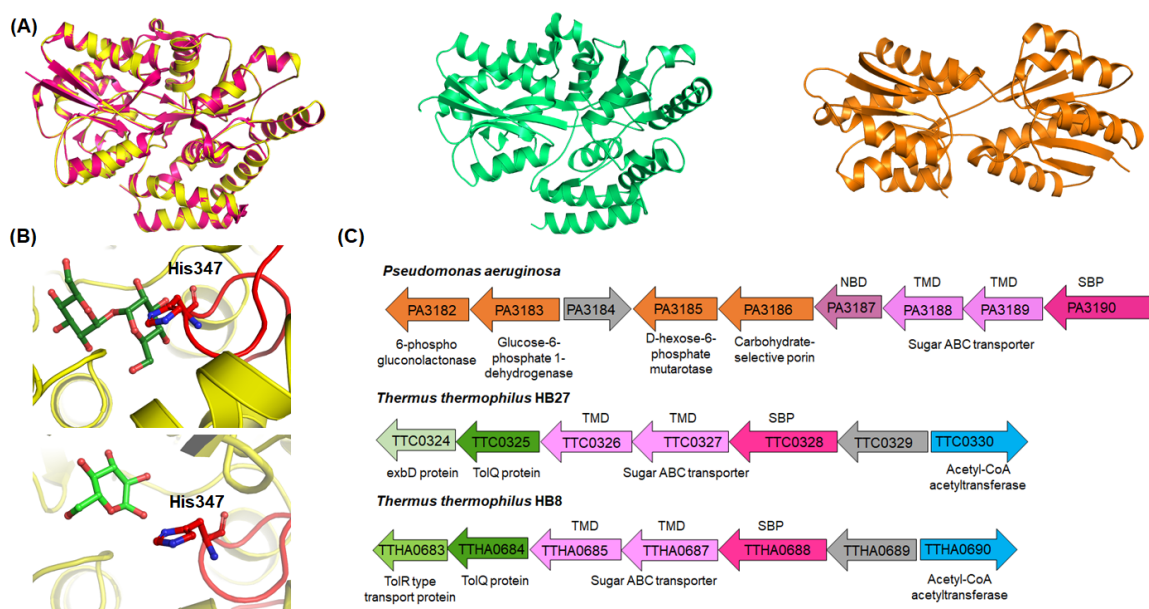 (A)
(B)
His347
His347
(C)
Pseudomonas aeruginosa
NBD TMD TMD SBP
PA3182 PA3183 PA3184 PA3185 PA3186 PA3187 PA3188 PA3189 PA3190
6-phospho
gluconolactonase
Glucose-6-
phosphate 1-
dehydrogenase
D-hexose-6-
phosphate
mutarotase
Carbohydrate-
selective porin
Sugar ABC transporter
Thermus thermophilus HB27
TMD TMD SBP
TTC0324 TTC0325 TTC0326 TTC0327 TTC0328 TTC0329 TTC0330
exbD protein
TolQ protein
Sugar ABC transporter
Acetyl-CoA
acetyltransferase
Thermus thermophilus HB8
TMD TMD SBP
TTHA0683 TTHA0684 TTHA0685 TTHA0687 TTHA0688 TTHA0689 TTHA0690
TolR type
transport protein
TolQ protein
Sugar ABC transporter
Acetyl-CoA
acetyltransferase